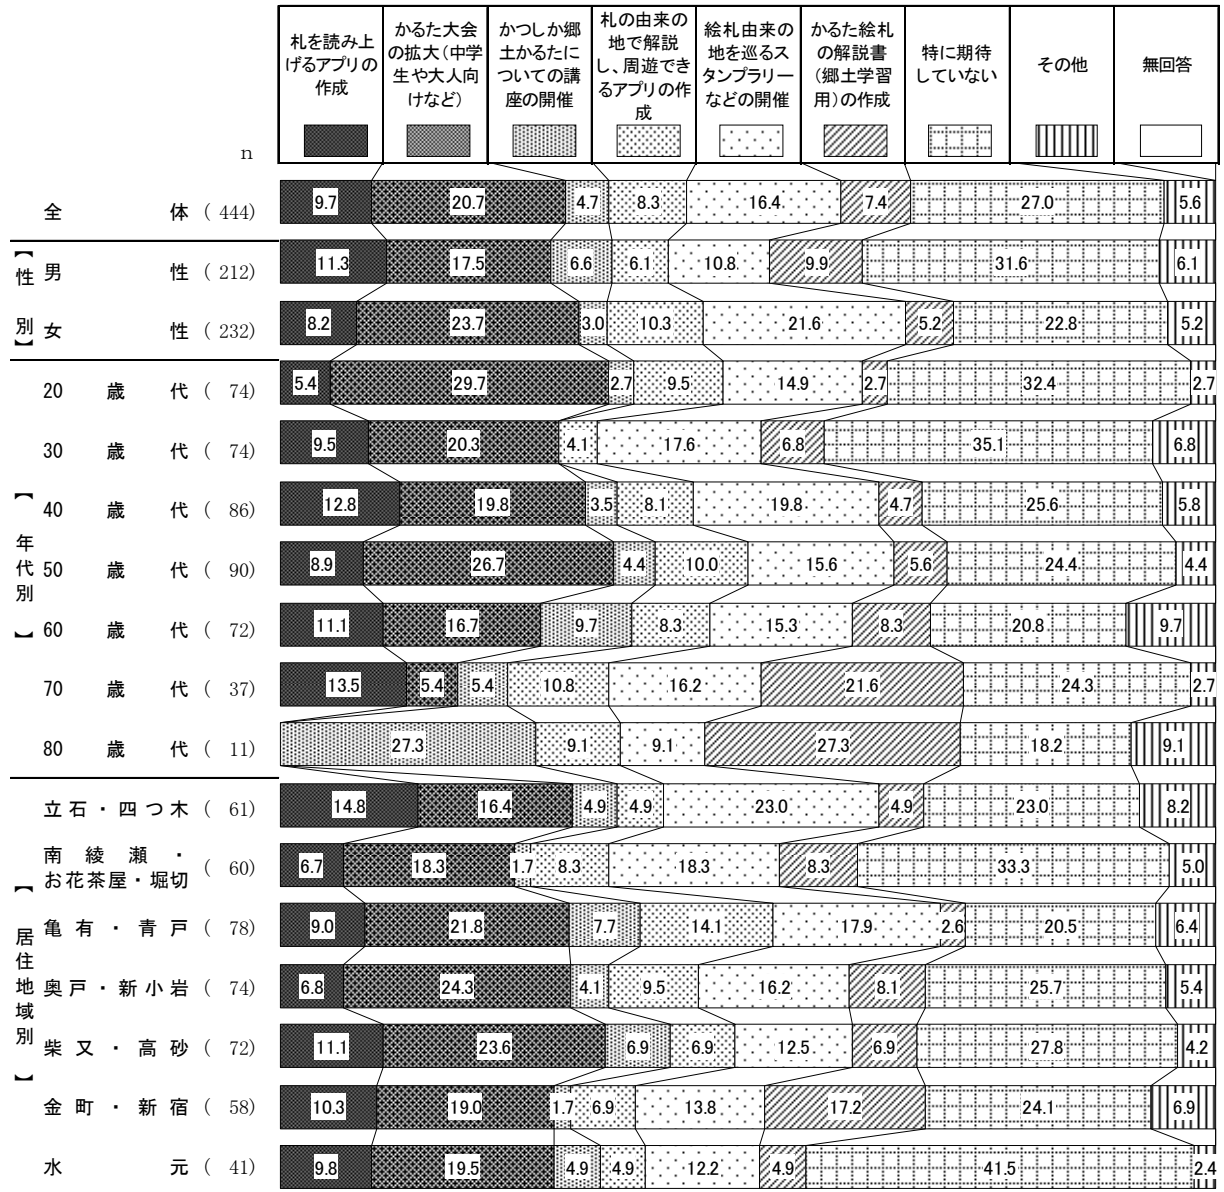 札を読み上
げるアプリの
作成
かるた大会
の拡大（中学
生や大人向
けなど）
かつしか郷
土かるたに
ついての講
座の開催
札の由来の
地で解説
し、周遊でき
るアプリの作
成
絵札由来の
地を巡るス
タンプラリー
などの開催
かるた絵札
の解説書
（郷土学習
用）の作成
特に期待
していない
その他
無回答
n
全 体 ( 444) 9.7 20.7 4.7 8.3 16.4 7.4 27.0 5.6
【性別】
男 性 ( 212) 11.3 17.5 6.6 6.1 10.8 9.9 31.6 6.1
女 性 ( 232) 8.2 23.7 3.0 10.3 21.6 5.2 22.8 5.2
【年代別】
20 歳 代 ( 74) 5.4 29.7 2.7 9.5 14.9 2.7 32.4 2.7
30 歳 代 ( 74) 9.5 20.3 4.1 17.6 6.8 35.1 6.8
40 歳 代 ( 86) 12.8 19.8 3.5 8.1 19.8 4.7 25.6 5.8
50 歳 代 ( 90) 8.9 26.7 4.4 10.0 15.6 5.6 24.4 4.4
60 歳 代 ( 72) 11.1 16.7 9.7 8.3 15.3 8.3 20.8 9.7
70 歳 代 ( 37) 13.5 5.4 5.4 10.8 16.2 21.6 24.3 2.7
80 歳 代 ( 11) 27.3 9.1 9.1 27.3 18.2 9.1
【居住地域別】
立石・四つ木 ( 61) 14.8 16.4 4.9 4.9 23.0 4.9 23.0 8.2
南 綾 瀬 ・
お花茶屋・堀切 ( 60) 6.7 18.3 1.7 8.3 18.3 8.3 33.3 5.0
亀 有 ・ 青 戸 ( 78) 9.0 21.8 7.7 14.1 17.9 2.6 20.5 6.4
奥戸・新小岩 ( 74) 6.8 24.3 4.1 9.5 16.2 8.1 25.7 5.4
柴 又 ・ 高 砂 ( 72) 11.1 23.6 6.9 6.9 12.5 6.9 27.8 4.2
金 町 ・ 新 宿 ( 58) 10.3 19.0 1.7 6.9 13.8 17.2 24.1 6.9
水 元 ( 41) 9.8 19.5 4.9 4.9 12.2 4.9 41.5 2.4